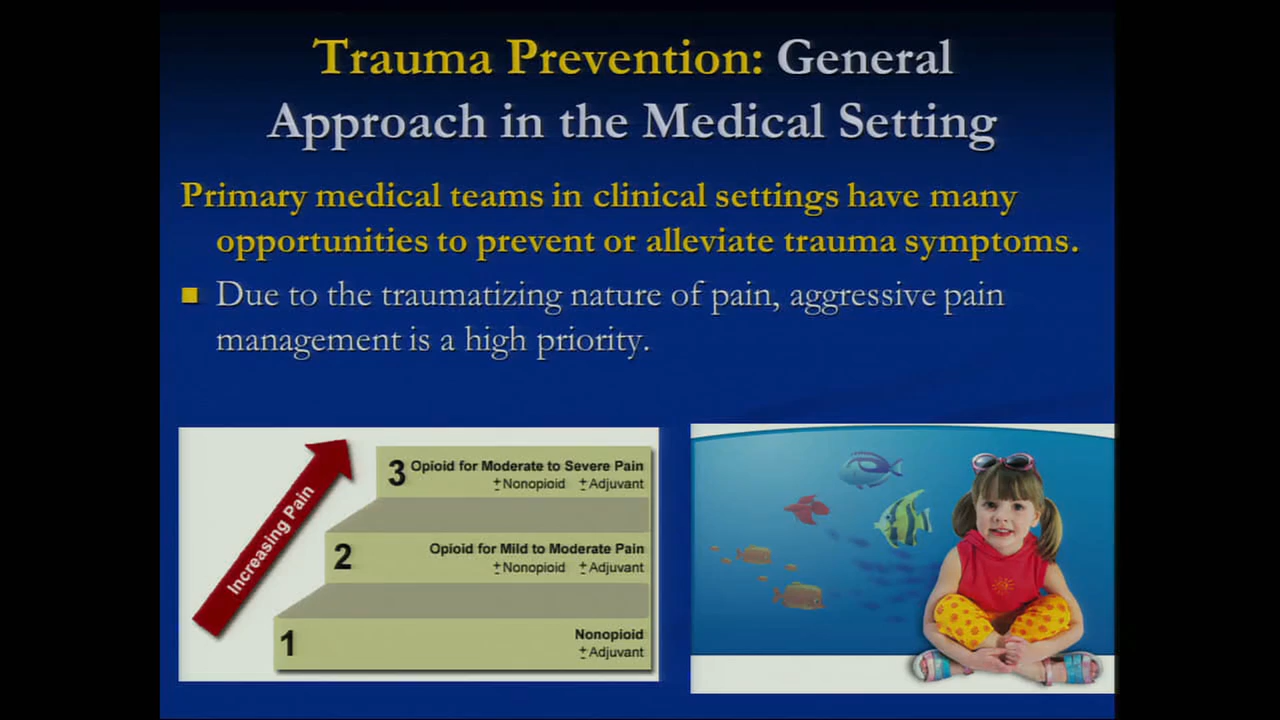 Trauma Prevention: General
Approach in the Medical Setting
Primary medical teams in clinical settings have many
opportunities to prevent or alleviate trauma symptoms.
Due to the traumatizing nature of pain, aggressive pain
management is a high priority.
Increasing Pain
3 Opioid for Moderate to Severe Pain
±Nonopioid ±Adjuvant
2 Opioid for Mild to Moderate Pain
±Nonopioid ±Adjuvant
1 Nonopioid
±Adjuvant